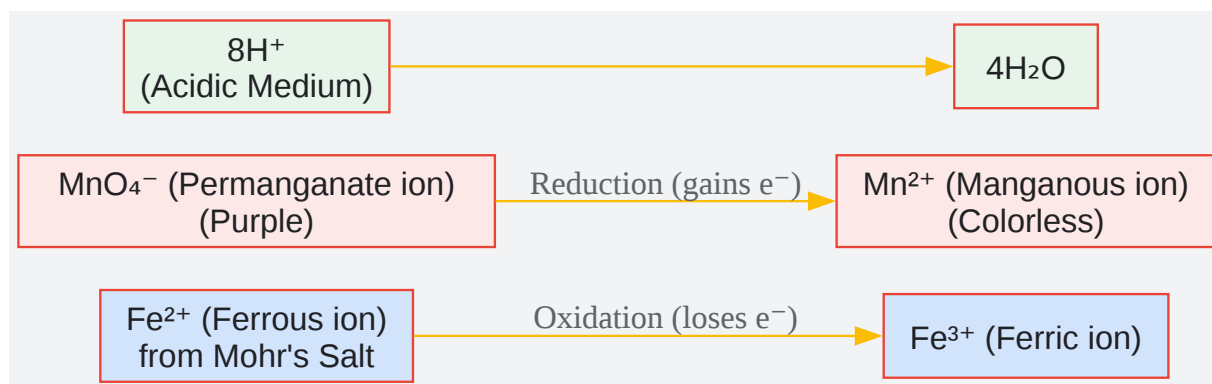 8H⁺
(Acidic Medium)
4H₂O
MnO₄⁻ (Permanganate ion)
(Purple)
Reduction (gains e⁻)
Mn²⁺ (Manganous ion)
(Colorless)
Fe²⁺ (Ferrous ion)
from Mohr's Salt
Oxidation (loses e⁻)
Fe³⁺ (Ferric ion)